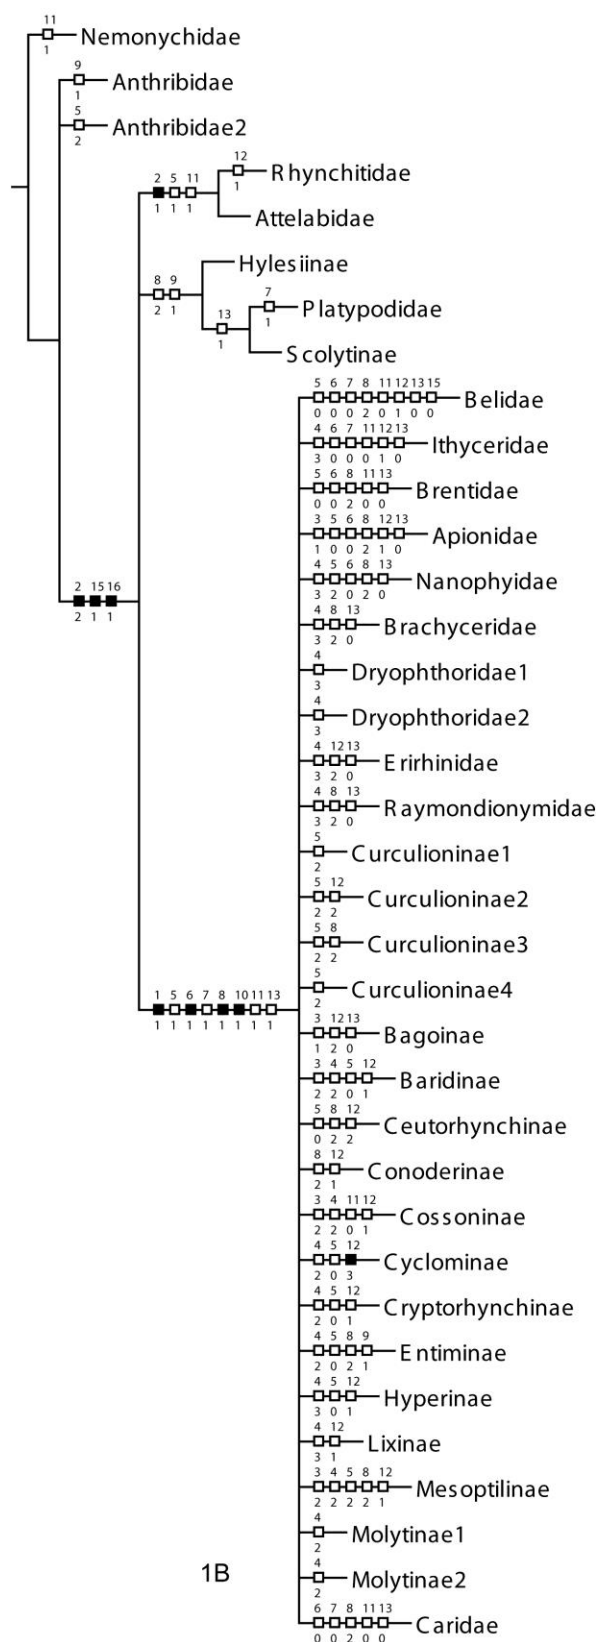 11
1
Nemonychidae
9
1
Anthribidae
5
2
Anthribidae2
12
1
Rhynchitidae
2 5 11
1 1 1
Attelabidae
Hylesiinae
8 9
2 1
7
1
Platypodidae
13
1
Scolytinae
5 6 7 8 11 12 13 15
0 0 0 2 0 1 0 0
Belidae
4 6 7 11 12 13
3 0 0 0 1 0
Ithyceridae
5 6 8 11 13
0 0 2 0 0
Brentidae
3 5 6 8 12 13
1 0 0 2 1 0
Apionidae
4 5 6 8 13
3 2 0 2 0
Nanophyidae
2 15 16
2 1 1
4 8 13
3 2 0
Brachyceridae
4
3
Dryophthoridae1
4
3
Dryophthoridae2
4 12 13
3 2 0
Erirhinidae
4 8 13
3 2 0
Raymondionymidae
5
2
Curculioninae1
5 12
2 2
Curculioninae2
5 8
2 2
Curculioninae3
5
2
Curculioninae4
1 5 6 7 8 10 11 13
1 1 1 1 1 1 1 1
3 12 13
1 2 0
Bagoinae
3 4 5 12
2 2 0 1
Baridinae
5 8 12
0 2 2
Ceutorhynchinae
8 12
2 1
Conoderinae
3 4 11 12
2 2 0 1
Cossoninae
4 5 12
2 0 3
Cyclominae
4 5 12
2 0 1
Cryptorhynchinae
4 5 8 9
2 0 2 1
Entiminae
4 5 12
3 0 1
Hyperinae
4 12
3 1
Lixinae
3 4 5 8 12
2 2 2 2 1
Mesoptilinae
4
2
Molytinae1
4
2
Molytinae2
6 7 8 11 13
0 0 2 0 0
Caridae
1B